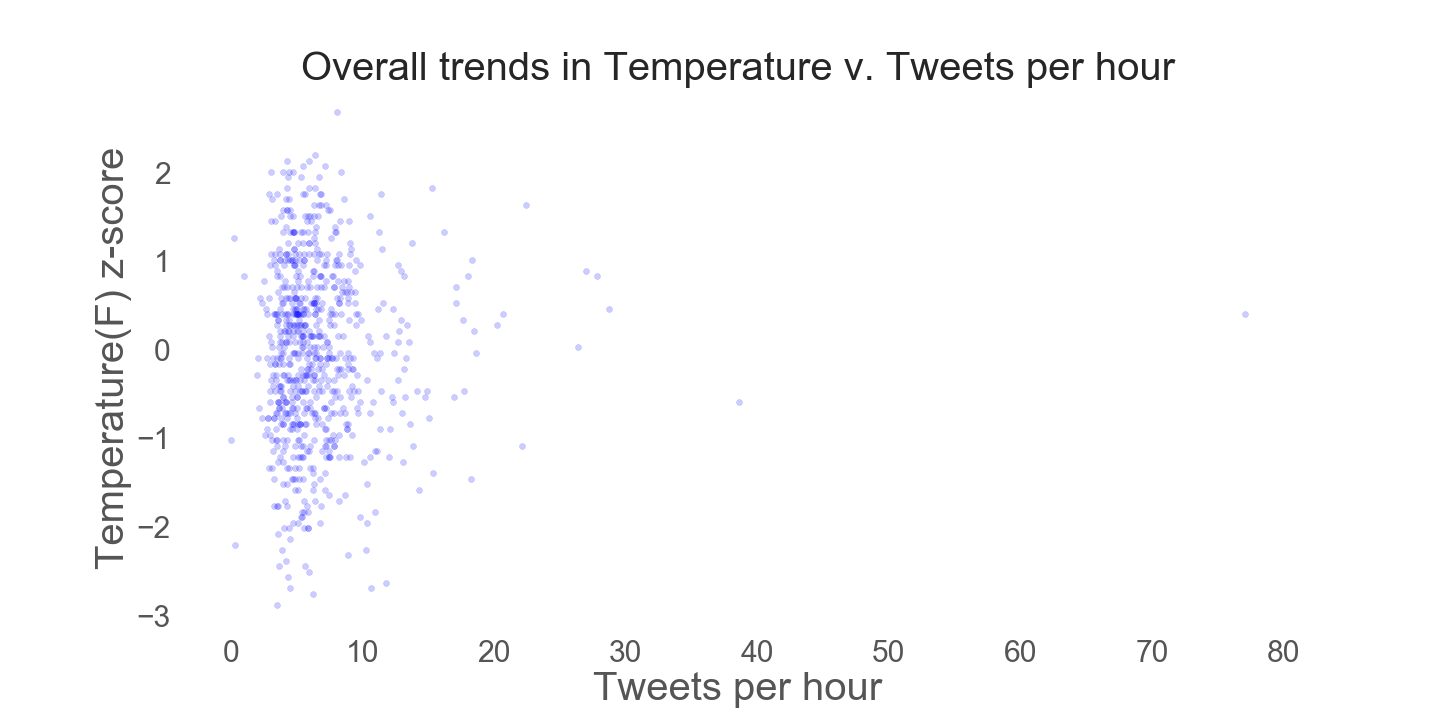 Overall trends in Temperature v. Tweets per hour
Temperature(F) z-score
2
1
0
−1
−2
−3
0 10 20 30 40 50 60 70 80
Tweets per hour